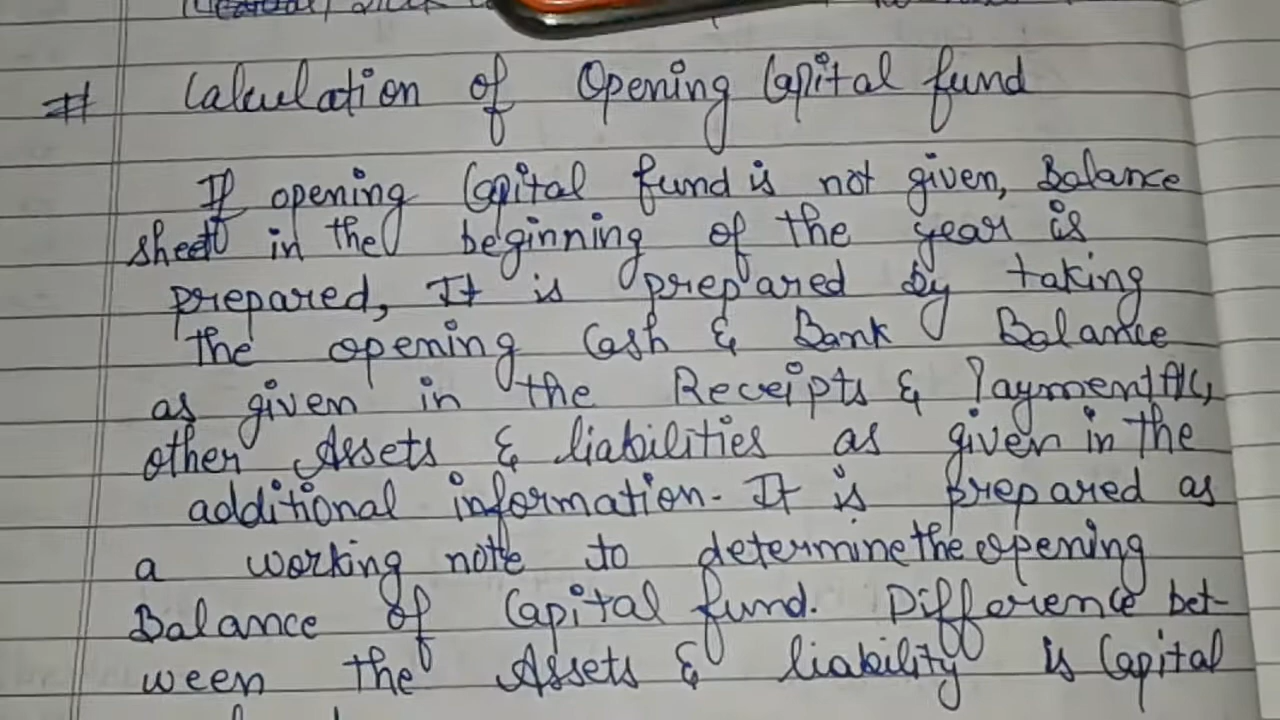 # Calculation of Opening Capital fund
If opening Capital fund is not given, Balance
sheet in the beginning of the year is
prepared, It is prepared by taking
the opening Cash & Bank Balance
as given in the Receipts & Payment A/c,
other Assets & liabilities as given in the
additional information. It is prepared as
a working note to determine the opening
Balance of Capital fund. Difference bet-
ween the Assets & liability is Capital